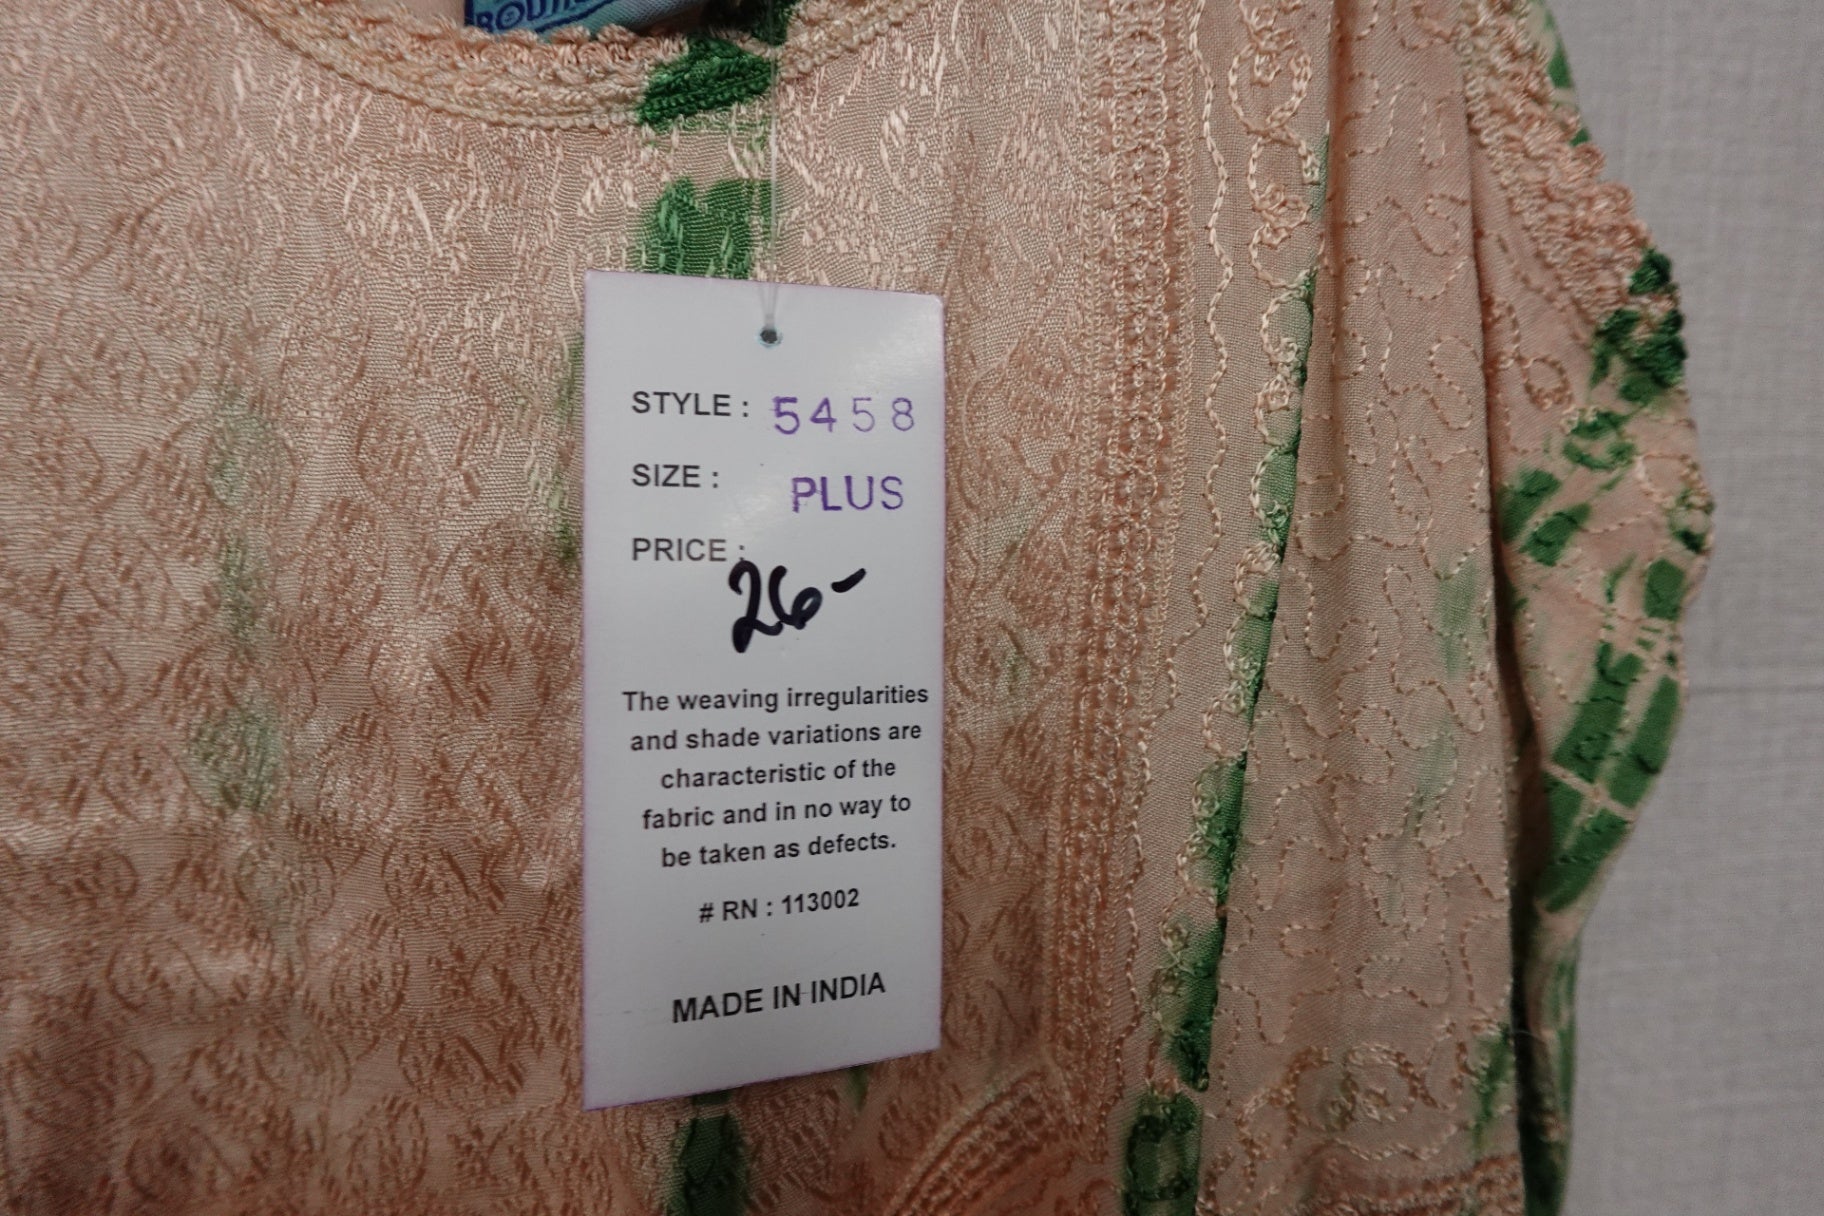 STYLE : 5458
SIZE : PLUS
PRICE :
26-
The weaving irregularities
and shade variations are
characteristic of the
fabric and in no way to
be taken as defects.
# RN : 113002
MADE IN INDIA